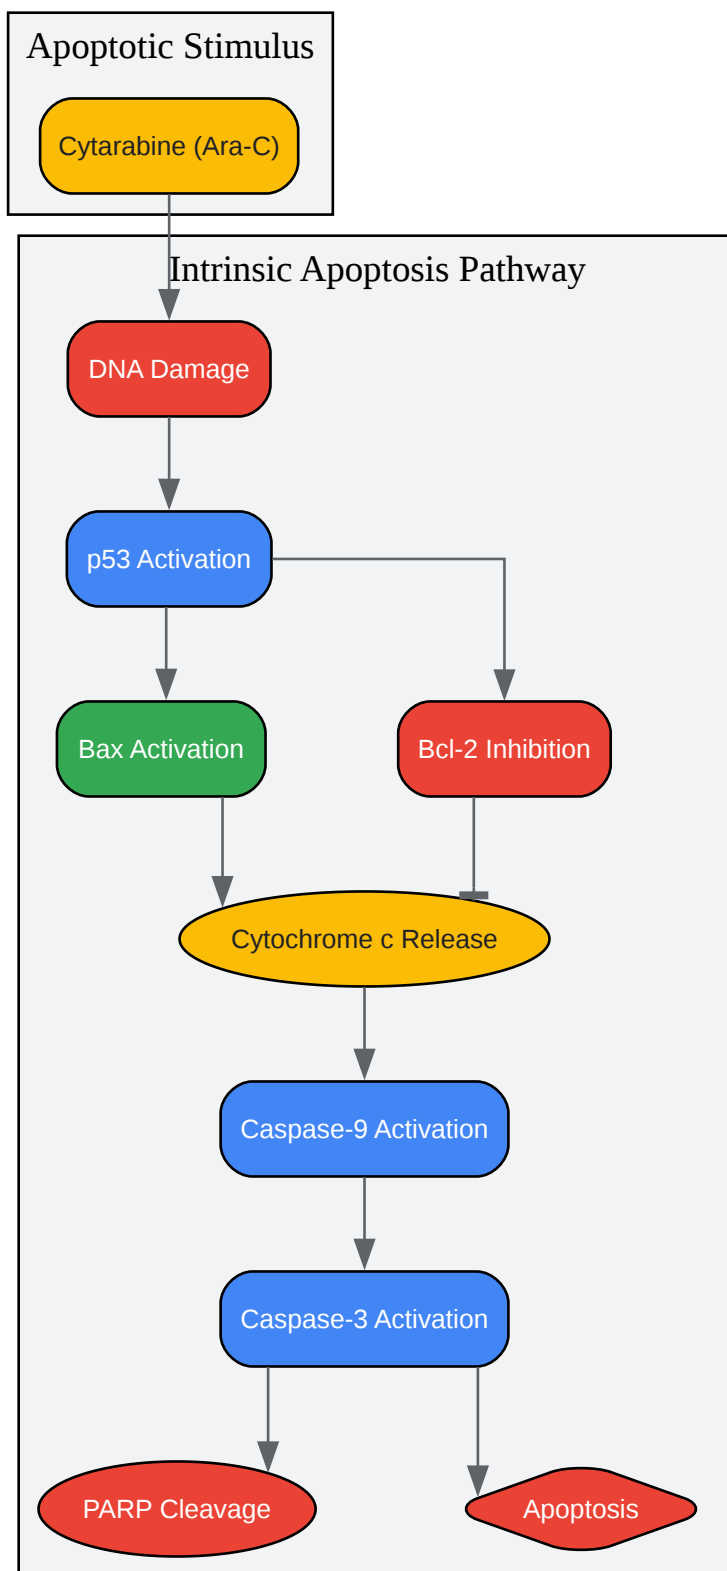 Apoptotic Stimulus
Cytarabine (Ara-C)
Intrinsic Apoptosis Pathway
DNA Damage
p53 Activation
Bax Activation
Bcl-2 Inhibition
Cytochrome c Release
Caspase-9 Activation
Caspase-3 Activation
PARP Cleavage
Apoptosis